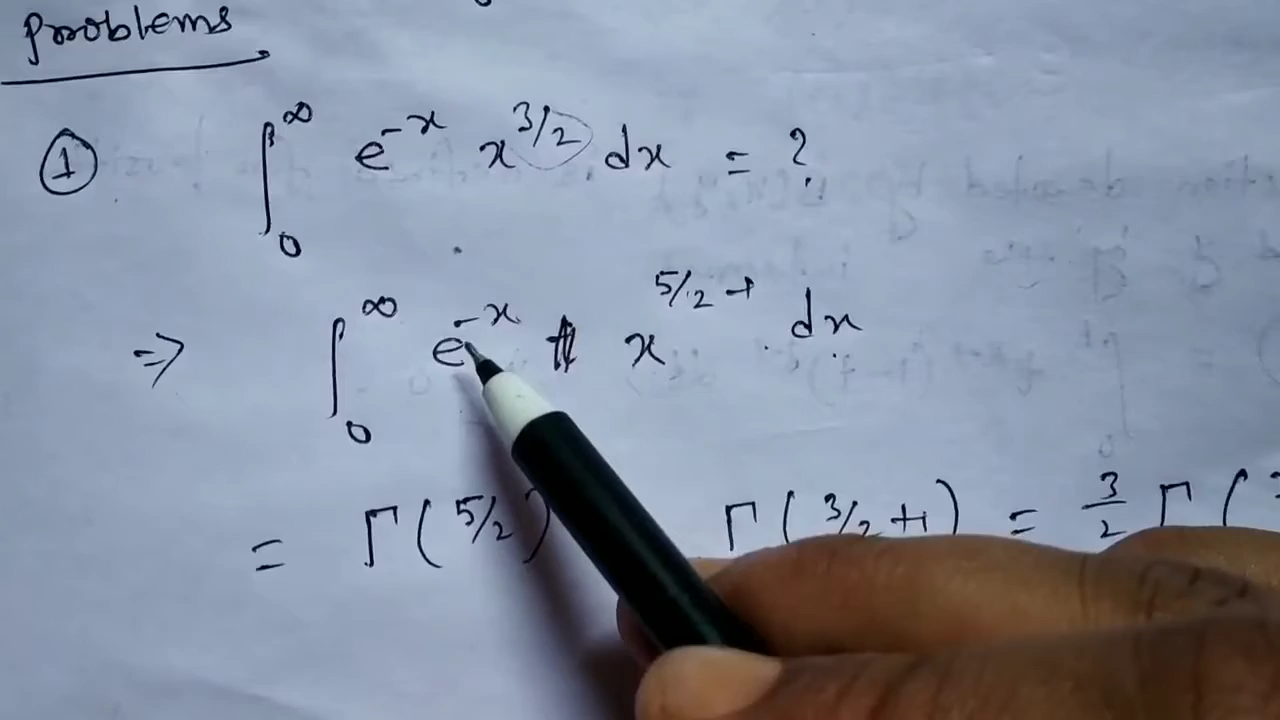 problems
① ∫₀^∞ e^{-x} x^{3/2} dx = ?
=> ∫₀^∞ e^{-x} x^{5/2 - 1} dx
= Γ(5/2) Γ(3/2 + 1) = 3/2 Γ(